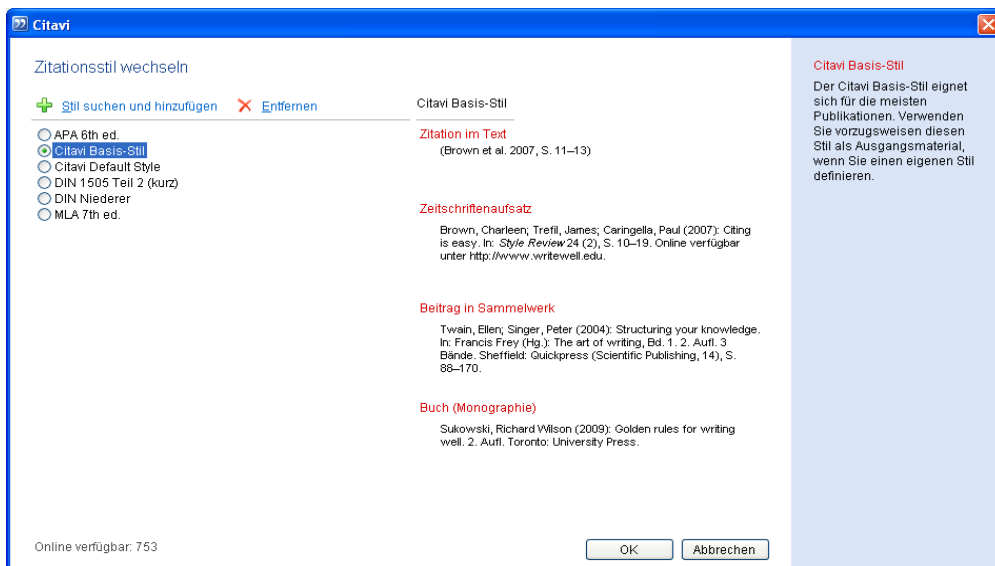 Citavi
Zitationsstil wechseln
Stil suchen und hinzufügen
Entfernen
APA 6th ed.
Citavi Basis-Stil
Citavi Default Style
DIN 1505 Teil 2 (kurz)
DIN Niederer
MLA 7th ed.
Online verfügbar: 753
Citavi Basis-Stil
Zitation im Text
(Brown et al. 2007, S. 11–13)
Zeitschriftenaufsatz
Brown, Charleen; Trefil, James; Caringella, Paul (2007): Citing
is easy. In: Style Review 24 (2), S. 10–19. Online verfügbar
unter http://www.writewell.edu.
Beitrag in Sammelwerk
Twain, Ellen; Singer, Peter (2004): Structuring your knowledge.
In: Francis Frey (Hg.): The art of writing, Bd. 1. 2. Aufl. 3
Bände. Sheffield: Quickpress (Scientific Publishing, 14), S.
88–170.
Buch (Monographie)
Sukowski, Richard Wilson (2009): Golden rules for writing
well. 2. Aufl. Toronto: University Press.
OK
Abbrechen
Citavi Basis-Stil
Der Citavi Basis-Stil eignet
sich für die meisten
Publikationen. Verwenden
Sie vorzugsweisen diesen
Stil als Ausgangsmaterial,
wenn Sie einen eigenen Stil
definieren.